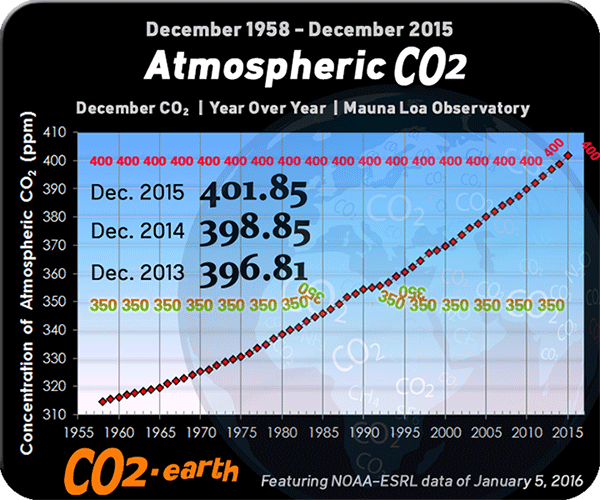 December 1958 – December 2015
Atmospheric CO2
December CO₂ | Year Over Year | Mauna Loa Observatory
Concentration of Atmospheric CO₂ (ppm)
410
400
390
380
370
360
350
340
330
320
310
400 400 400 400 400 400 400 400 400 400 400 400 400 400 400 400 400 400 400
Dec. 2015 401.85
Dec. 2014 398.85
Dec. 2013 396.81
350 350 350 350 350 350 350 350 350 350 350 350 350 350 350 350
CO₂
CO₂
CO₂
1955 1960 1965 1970 1975 1980 1985 1990 1995 2000 2005 2010 2015
CO2·earth
Featuring NOAA–ESRL data of January 5, 2016